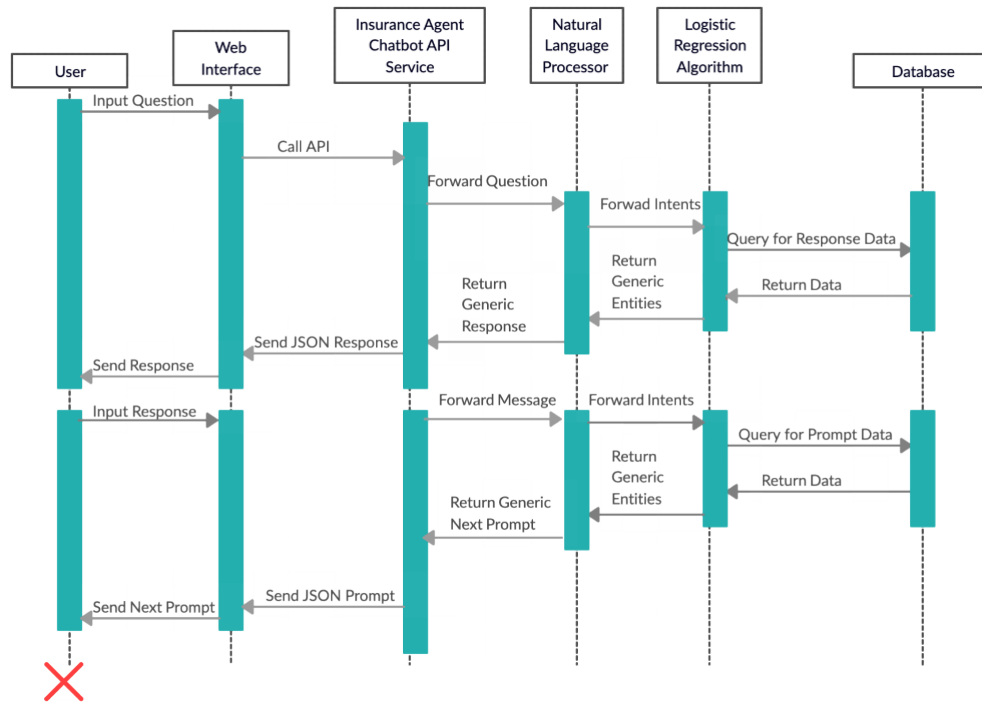 User
Web
Interface
Insurance Agent
Chatbot API
Service
Natural
Language
Processor
Logistic
Regression
Algorithm
Database
Input Question
Call API
Forward Question
Forwad Intents
Query for Response Data
Return Data
Return
Generic
Entities
Return
Generic
Response
Send JSON Response
Send Response
Input Response
Forward Message
Forward Intents
Query for Prompt Data
Return Data
Return
Generic
Entities
Return Generic
Next Prompt
Send JSON Prompt
Send Next Prompt